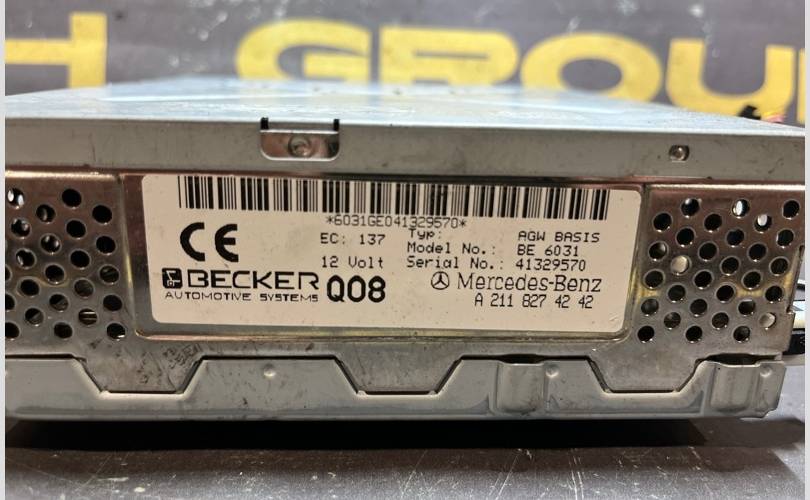 H GROU
*6031GE041329570*
CE
EC: 137
Typ: AGW BASIS
Model No.: BE 6031
12 Volt
Serial No.: 41329570
BECKER
AUTOMOTIVE SYSTEMS
Q08
Mercedes-Benz
A 211 827 42 42